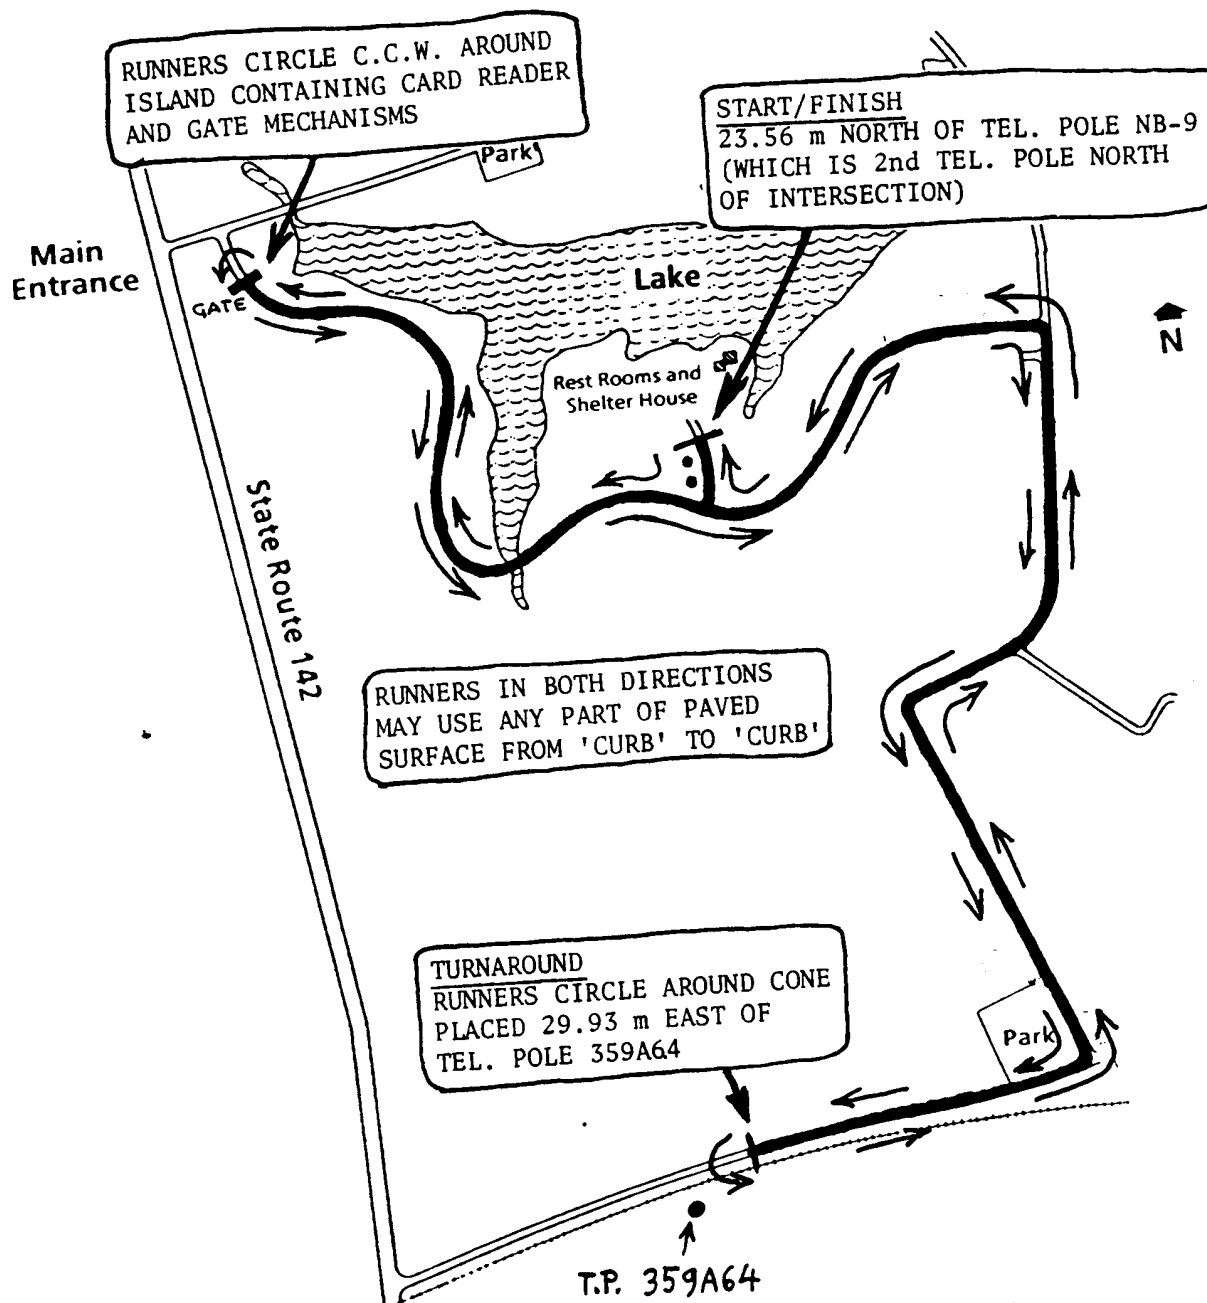 RUNNERS CIRCLE C.C.W. AROUND
ISLAND CONTAINING CARD READER
AND GATE MECHANISMS
START/FINISH
23.56 m NORTH OF TEL. POLE NB-9
(WHICH IS 2nd TEL. POLE NORTH
OF INTERSECTION)
Park
Main
Entrance
GATE
Lake
N
Rest Rooms and
Shelter House
State Route 142
RUNNERS IN BOTH DIRECTIONS
MAY USE ANY PART OF PAVED
SURFACE FROM 'CURB' TO 'CURB'
TURNAROUND
RUNNERS CIRCLE AROUND CONE
PLACED 29.93 m EAST OF
TEL. POLE 359A64
Park
T.P. 359A64